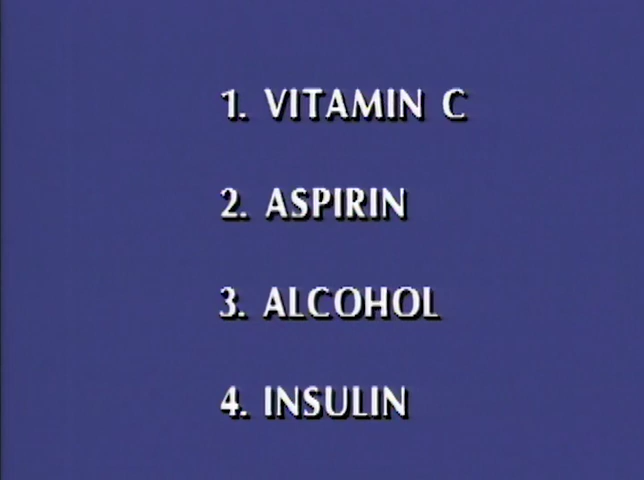 1. VITAMIN C
2. ASPIRIN
3. ALCOHOL
4. INSULIN